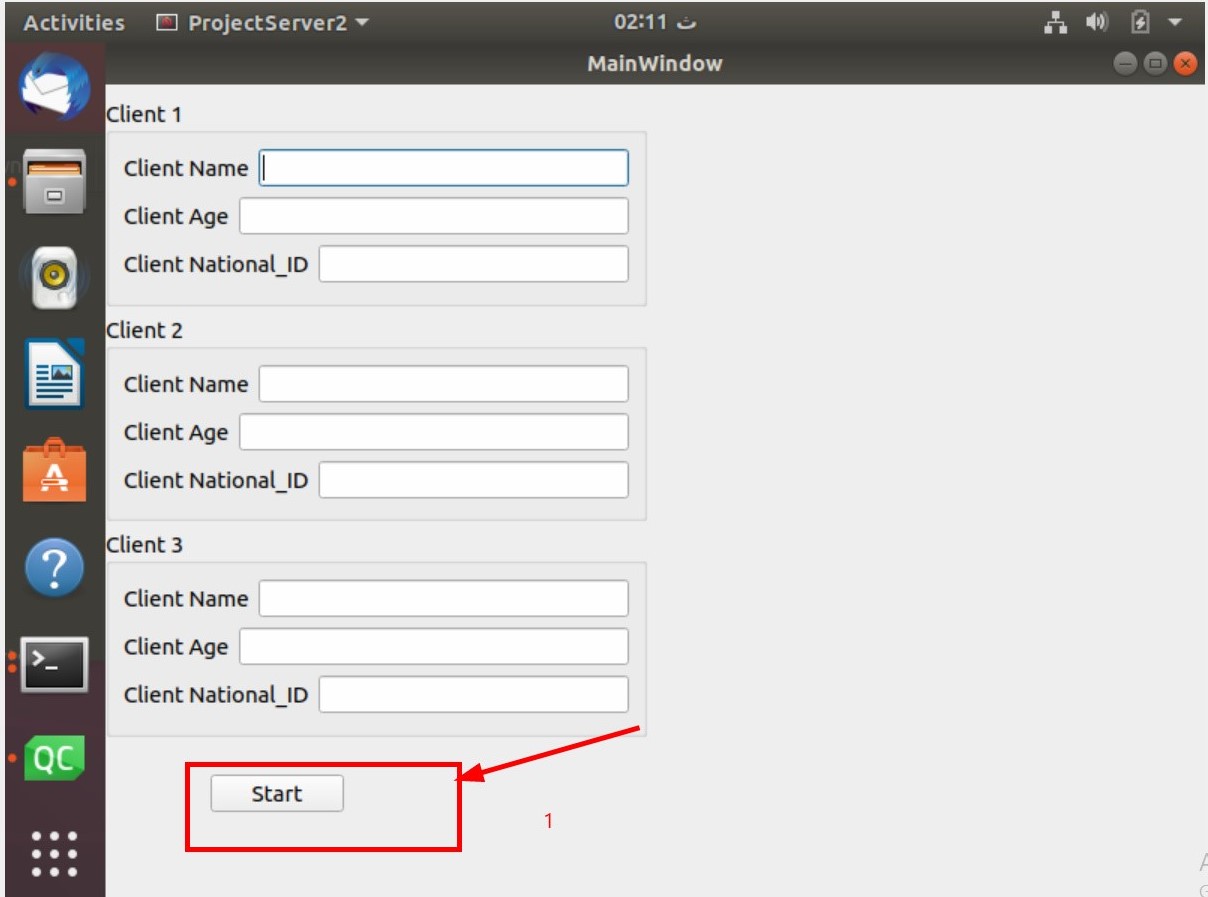 Activities ProjectServer2 02:11 ث
MainWindow
Client 1
Client Name
Client Age
Client National_ID
Client 2
Client Name
Client Age
Client National_ID
Client 3
Client Name
Client Age
Client National_ID
QC
Start
1